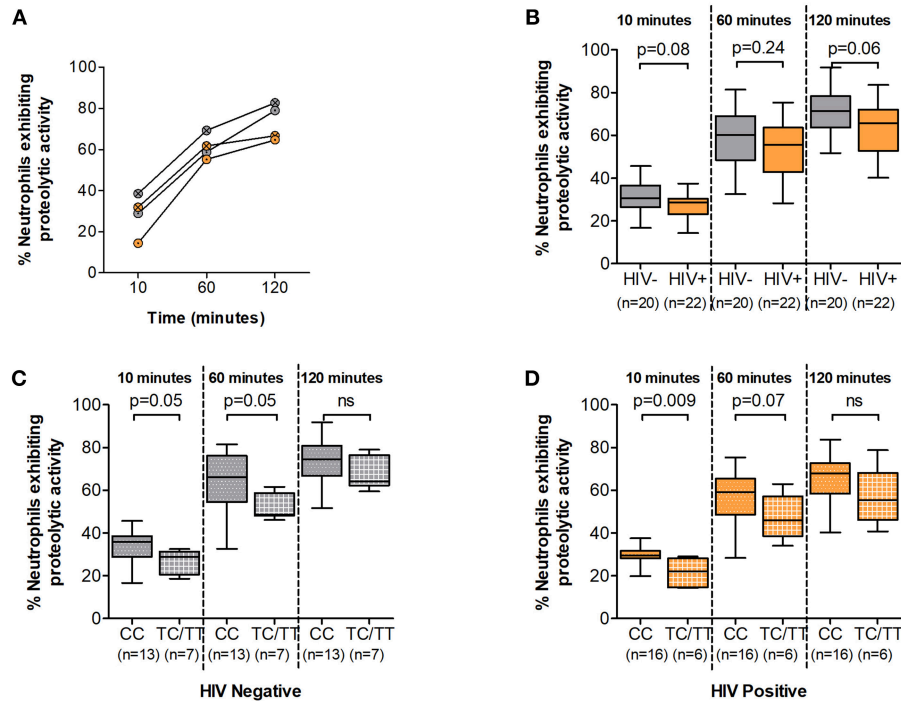 A
% Neutrophils exhibiting
proteolytic activity
100
80
60
40
20
0
10
60
120
Time (minutes)
B
10 minutes
60 minutes
120 minutes
p=0.08
p=0.24
p=0.06
% Neutrophils exhibiting
proteolytic activity
100
80
60
40
20
0
HIV- HIV+ HIV- HIV+ HIV- HIV+
(n=20) (n=22) (n=20) (n=22) (n=20) (n=22)
C
10 minutes
60 minutes
120 minutes
p=0.05
p=0.05
ns
% Neutrophils exhibiting
proteolytic activity
100
80
60
40
20
0
CC TC/TT CC TC/TT CC TC/TT
(n=13) (n=7) (n=13) (n=7) (n=13) (n=7)
HIV Negative
D
10 minutes
60 minutes
120 minutes
p=0.009
p=0.07
ns
% Neutrophils exhibiting
proteolytic activity
100
80
60
40
20
0
CC TC/TT CC TC/TT CC TC/TT
(n=16) (n=6) (n=16) (n=6) (n=16) (n=6)
HIV Positive